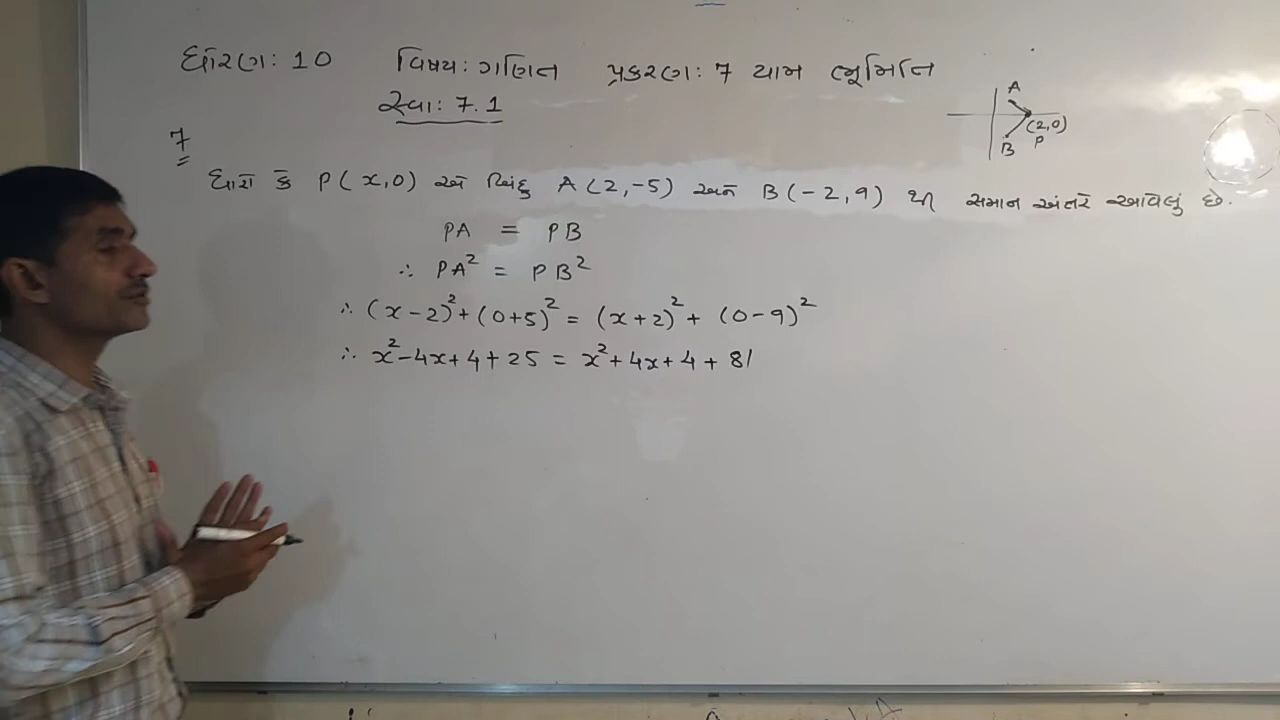 ધોરણ: 10 વિષય: ગણિત પ્રકરણ: 7 યામ ભૂમિતિ
સ્વા: 7.1
A
(2,0)
B P
7
ધારો કે P(x,0) એ બિંદુ A(2,-5) અને B(-2,9) થી સમાન અંતરે આવેલું છે.
PA = PB
∴ PA² = PB²
∴ (x-2)²+(0+5)² = (x+2)²+ (0-9)²
∴ x²-4x+4+25 = x²+4x+4+81